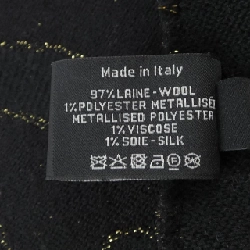 Made in Italy
97% LAINE-WOOL
1% POLYESTER METALLISÉ
METALLISED POLYESTER
1% VISCOSE
1% SOIE-SILK